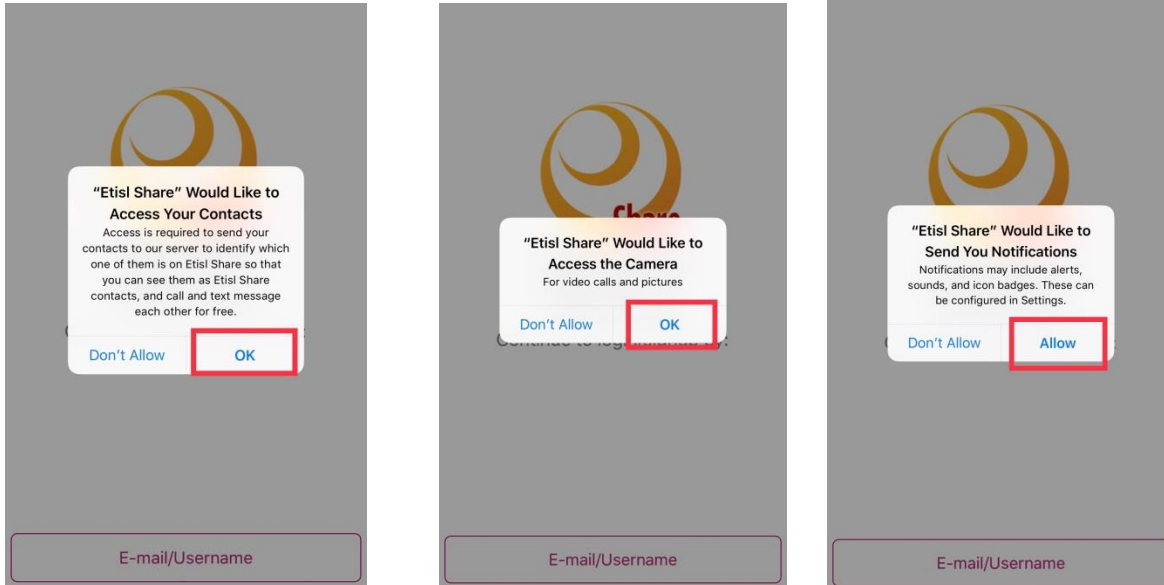 "Etisl Share" Would Like to
Access Your Contacts
Access is required to send your
contacts to our server to identify which
one of them is on Etisl Share so that
you can see them as Etisl Share
contacts, and call and text message
each other for free.
Don't Allow
OK
E-mail/Username
Share
"Etisl Share" Would Like to
Access the Camera
For video calls and pictures
Don't Allow
OK
E-mail/Username
"Etisl Share" Would Like to
Send You Notifications
Notifications may include alerts,
sounds, and icon badges. These can
be configured in Settings.
Don't Allow
Allow
E-mail/Username